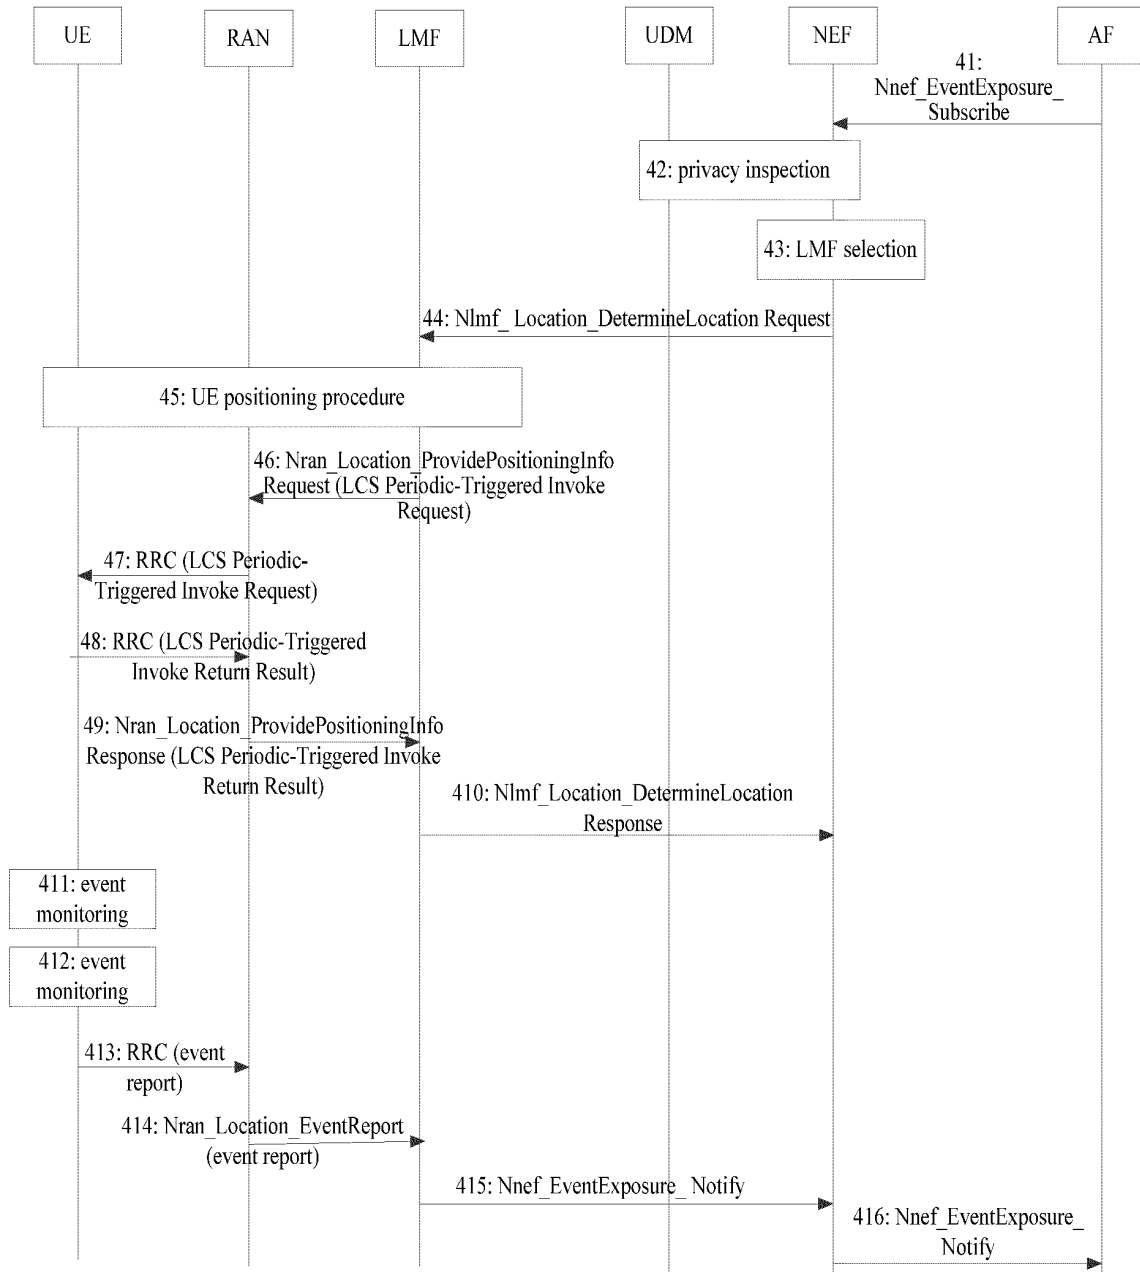 UE
RAN
LMF
UDM
NEF
AF
41:
Nnef_EventExposure_
Subscribe
42: privacy inspection
43: LMF selection
44: Nlmf_ Location_DetermineLocation Request
45: UE positioning procedure
46: Nran_Location_ProvidePositioningInfo
Request (LCS Periodic-Triggered Invoke
Request)
47: RRC (LCS Periodic-
Triggered Invoke Request)
48: RRC (LCS Periodic-Triggered
Invoke Return Result)
49: Nran_Location_ProvidePositioningInfo
Response (LCS Periodic-Triggered Invoke
Return Result)
410: Nlmf_Location_DetermineLocation
Response
411: event
monitoring
412: event
monitoring
413: RRC (event
report)
414: Nran_Location_EventReport
(event report)
415: Nnef_EventExposure_ Notify
416: Nnef_EventExposure_
Notify